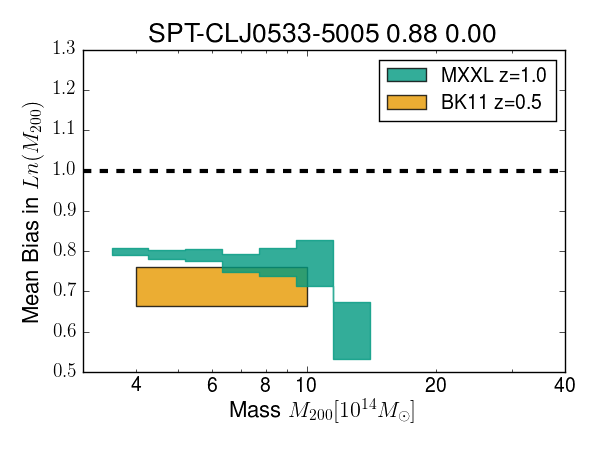 SPT-CLJ0533-5005 0.88 0.00
MXXL z=1.0
BK11 z=0.5
Mean Bias in Ln(M₂₀₀)
1.3
1.2
1.1
1.0
0.9
0.8
0.7
0.6
0.5
4 6 8 10 20 40
Mass M₂₀₀[10¹⁴M⊙]